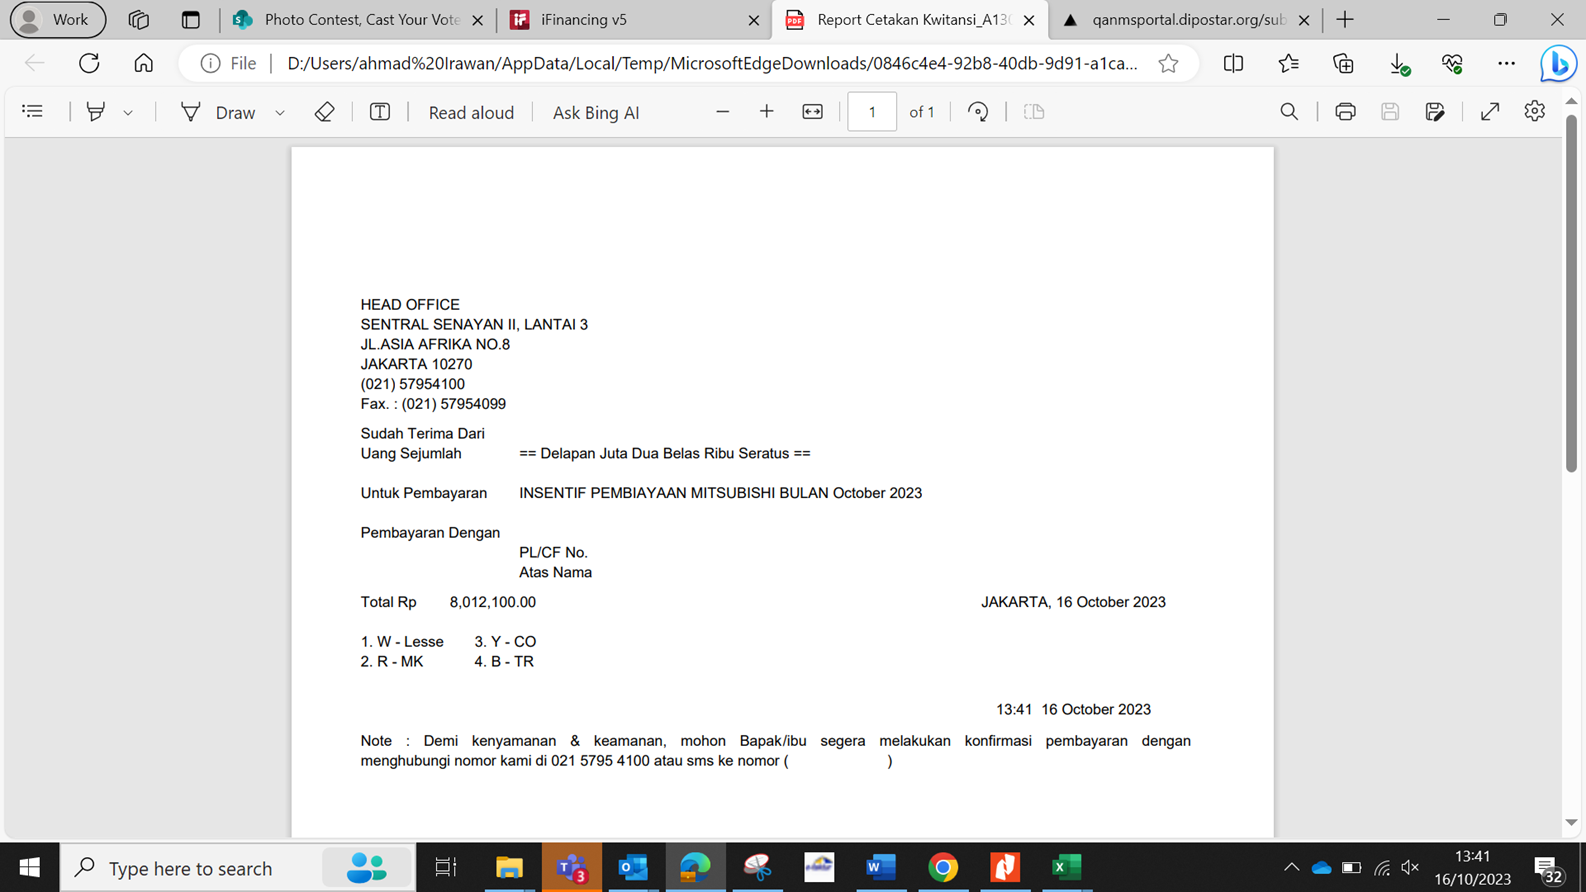 Work
Photo Contest, Cast Your Vote
iFinancing v5
Report Cetakan Kwitansi_A130
qanmsportal.dipostar.org/sub
File
D:/Users/ahmad%20Irawan/AppData/Local/Temp/MicrosoftEdgeDownloads/0846c4e4-92b8-40db-9d91-a1ca...
Draw
Read aloud
Ask Bing AI
1
of 1
HEAD OFFICE
SENTRAL SENAYAN II, LANTAI 3
JL.ASIA AFRIKA NO.8
JAKARTA 10270
(021) 57954100
Fax. : (021) 57954099
Sudah Terima Dari
Uang Sejumlah == Delapan Juta Dua Belas Ribu Seratus ==
Untuk Pembayaran INSENTIF PEMBIAYAAN MITSUBISHI BULAN October 2023
Pembayaran Dengan
PL/CF No.
Atas Nama
Total Rp 8,012,100.00 JAKARTA, 16 October 2023
1. W - Lesse 3. Y - CO
2. R - MK 4. B - TR
13:41 16 October 2023
Note : Demi kenyamanan & keamanan, mohon Bapak/ibu segera melakukan konfirmasi pembayaran dengan
menghubungi nomor kami di 021 5795 4100 atau sms ke nomor ( )
Type here to search
3
13:41
16/10/2023
32